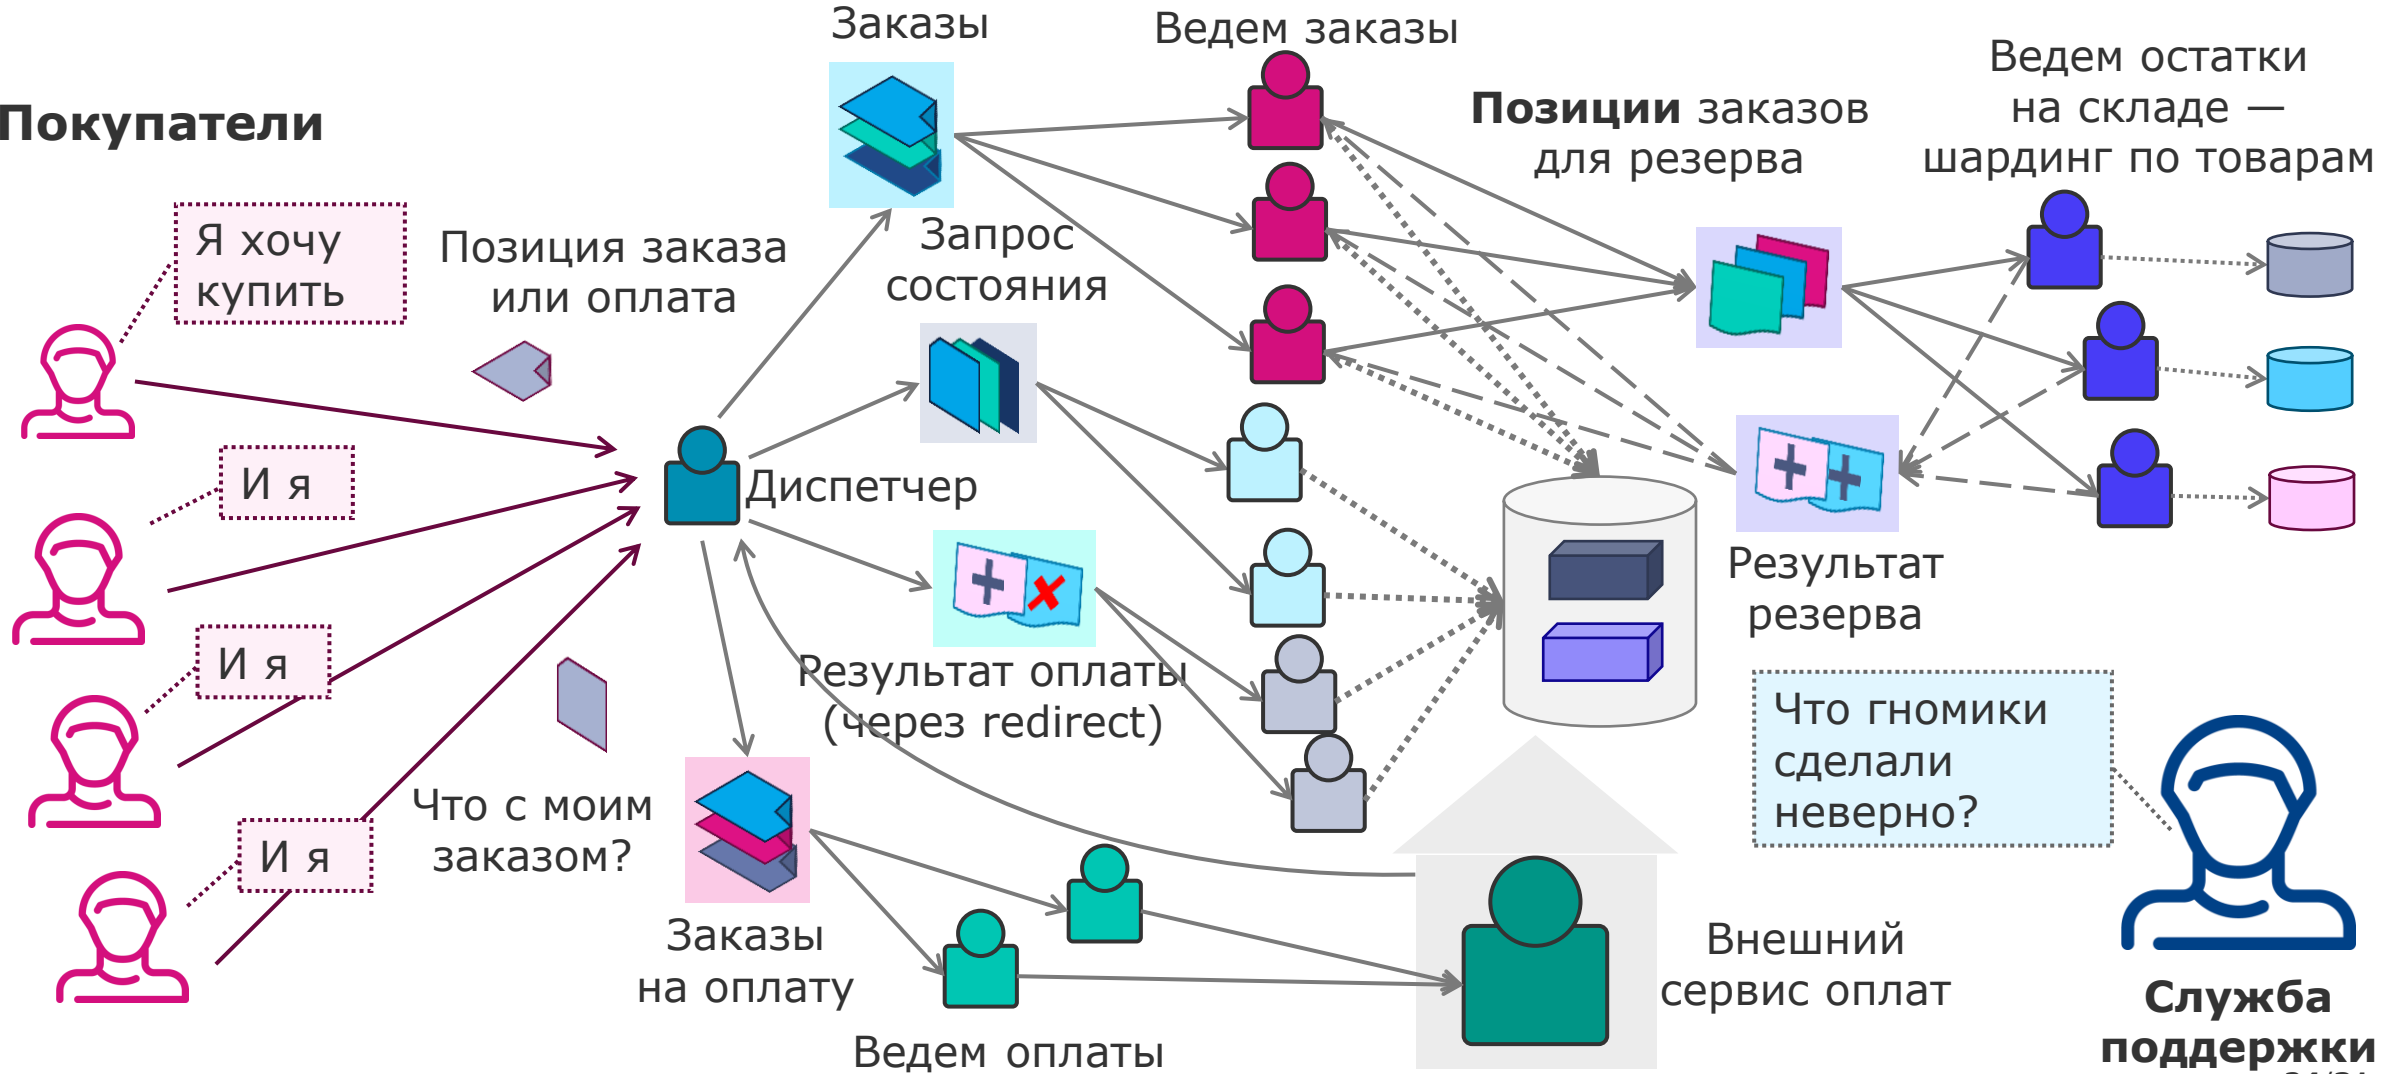 Заказы
Ведем заказы
Ведем остатки
на складе —
шардинг по товарам
Позиции заказов
для резерва
Покупатели
Я хочу
купить
Позиция заказа
или оплата
Запрос
состояния
И я
Диспетчер
Результат
резерва
И я
Результат оплаты
(через redirect)
Что гномики
сделали
неверно?
Что с моим
заказом?
И я
Заказы
на оплату
Ведем оплаты
Внешний
сервис оплат
Служба
поддержки